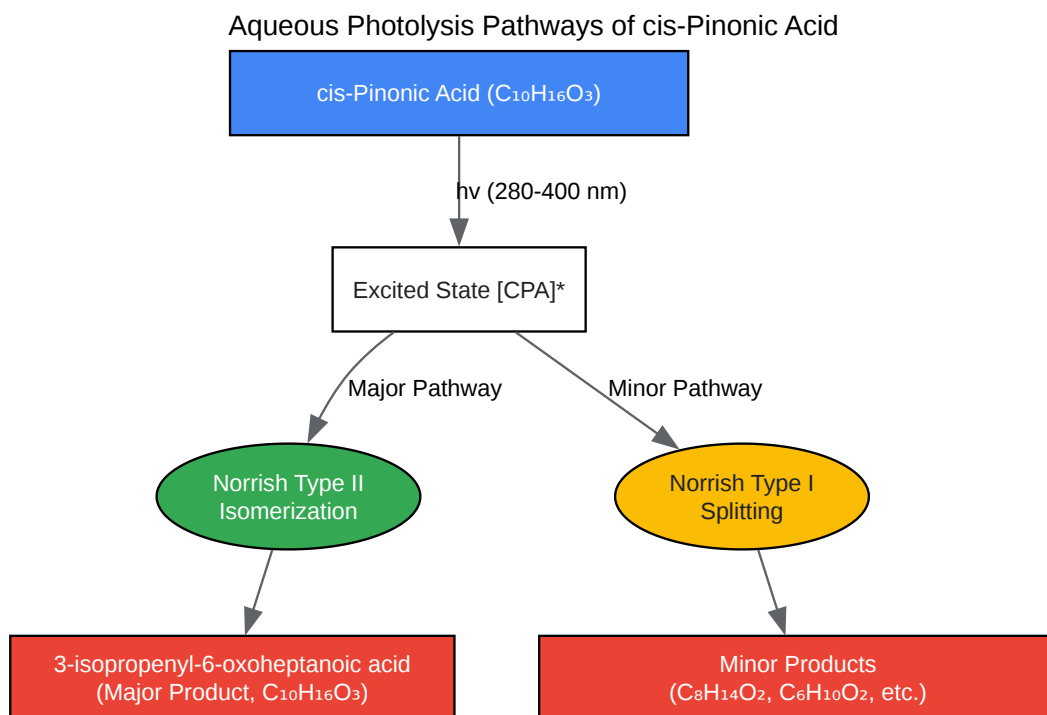 Aqueous Photolysis Pathways of cis-Pinonic Acid
cis-Pinonic Acid (C₁₀H₁₆O₃)
hv (280-400 nm)
Excited State [CPA]*
Major Pathway
Minor Pathway
Norrish Type II
Isomerization
Norrish Type I
Splitting
3-isopropenyl-6-oxoheptanoic acid
(Major Product, C₁₀H₁₆O₃)
Minor Products
(C₈H₁₄O₂, C₆H₁₀O₂, etc.)